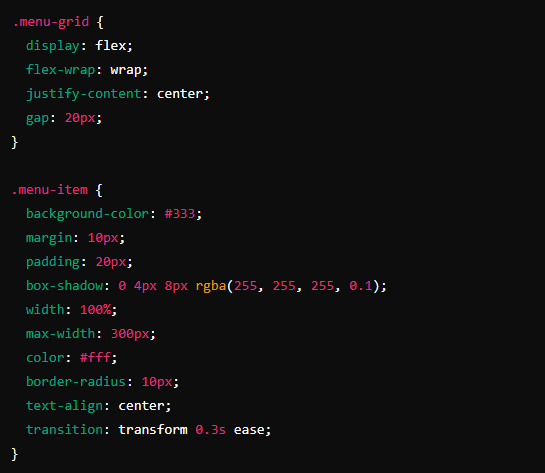 .menu-grid {
  display: flex;
  flex-wrap: wrap;
  justify-content: center;
  gap: 20px;
}

.menu-item {
  background-color: #333;
  margin: 10px;
  padding: 20px;
  box-shadow: 0 4px 8px rgba(255, 255, 255, 0.1);
  width: 100%;
  max-width: 300px;
  color: #fff;
  border-radius: 10px;
  text-align: center;
  transition: transform 0.3s ease;
}